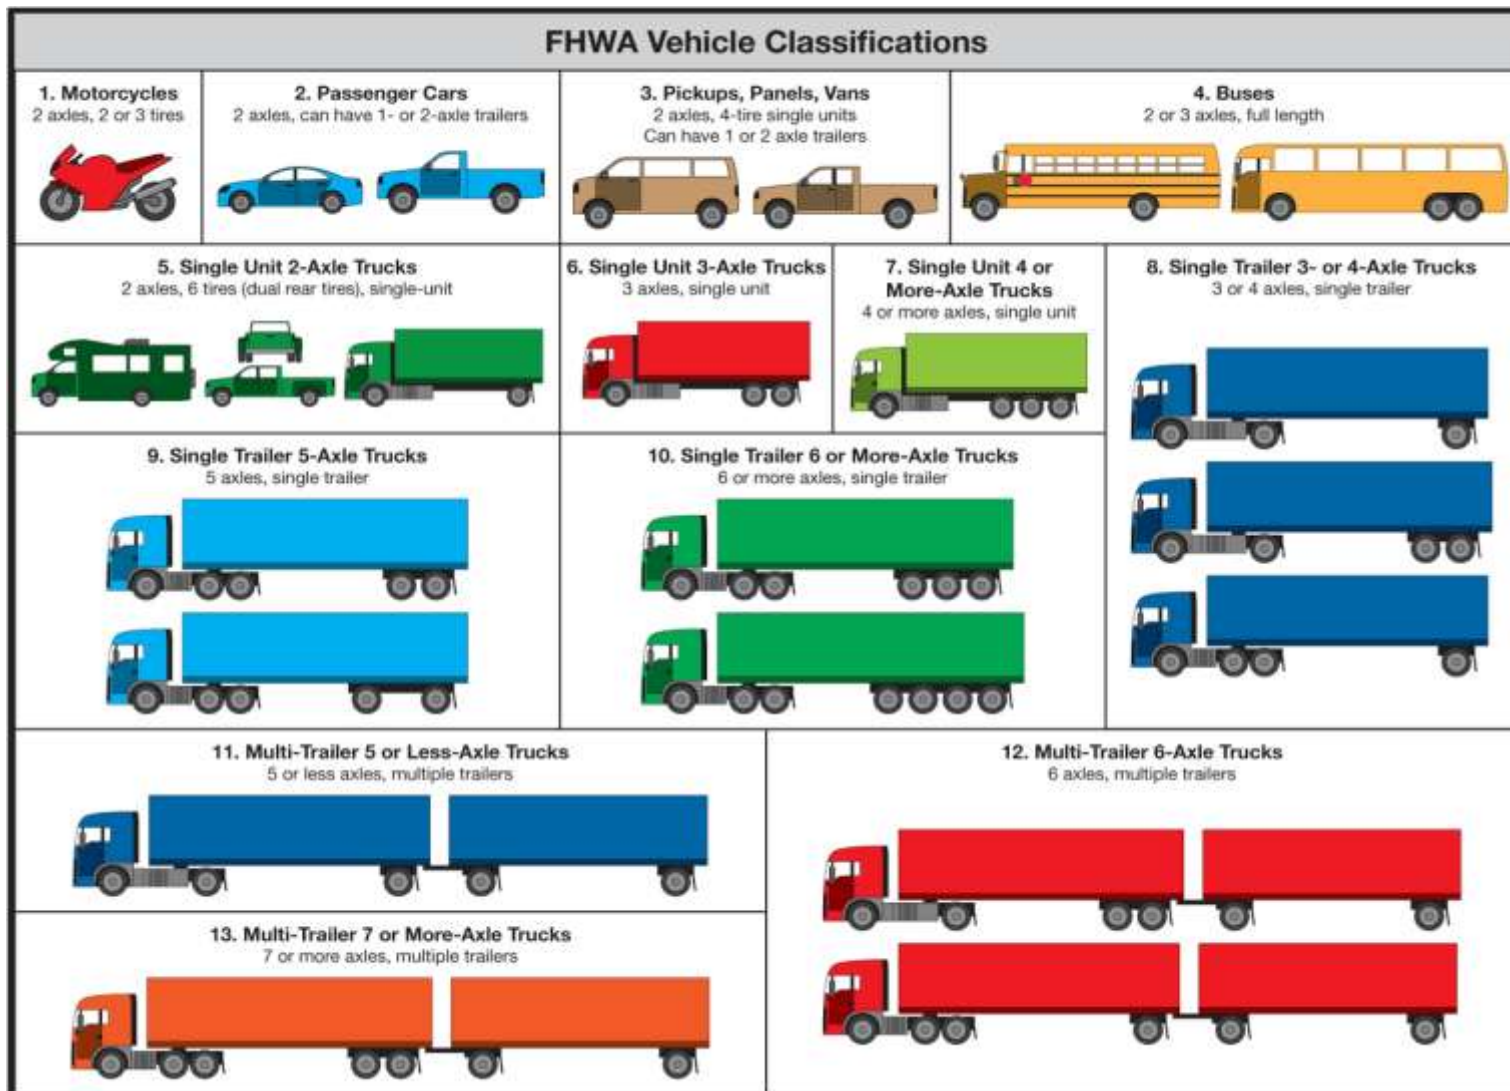 FHWA Vehicle Classifications
1. Motorcycles
2 axles, 2 or 3 tires
2. Passenger Cars
2 axles, can have 1- or 2-axle trailers
3. Pickups, Panels, Vans
2 axles, 4-tire single units
Can have 1 or 2 axle trailers
4. Buses
2 or 3 axles, full length
5. Single Unit 2-Axle Trucks
2 axles, 6 tires (dual rear tires), single-unit
6. Single Unit 3-Axle Trucks
3 axles, single unit
7. Single Unit 4 or
More-Axle Trucks
4 or more axles, single unit
8. Single Trailer 3- or 4-Axle Trucks
3 or 4 axles, single trailer
9. Single Trailer 5-Axle Trucks
5 axles, single trailer
10. Single Trailer 6 or More-Axle Trucks
6 or more axles, single trailer
11. Multi-Trailer 5 or Less-Axle Trucks
5 or less axles, multiple trailers
12. Multi-Trailer 6-Axle Trucks
6 axles, multiple trailers
13. Multi-Trailer 7 or More-Axle Trucks
7 or more axles, multiple trailers